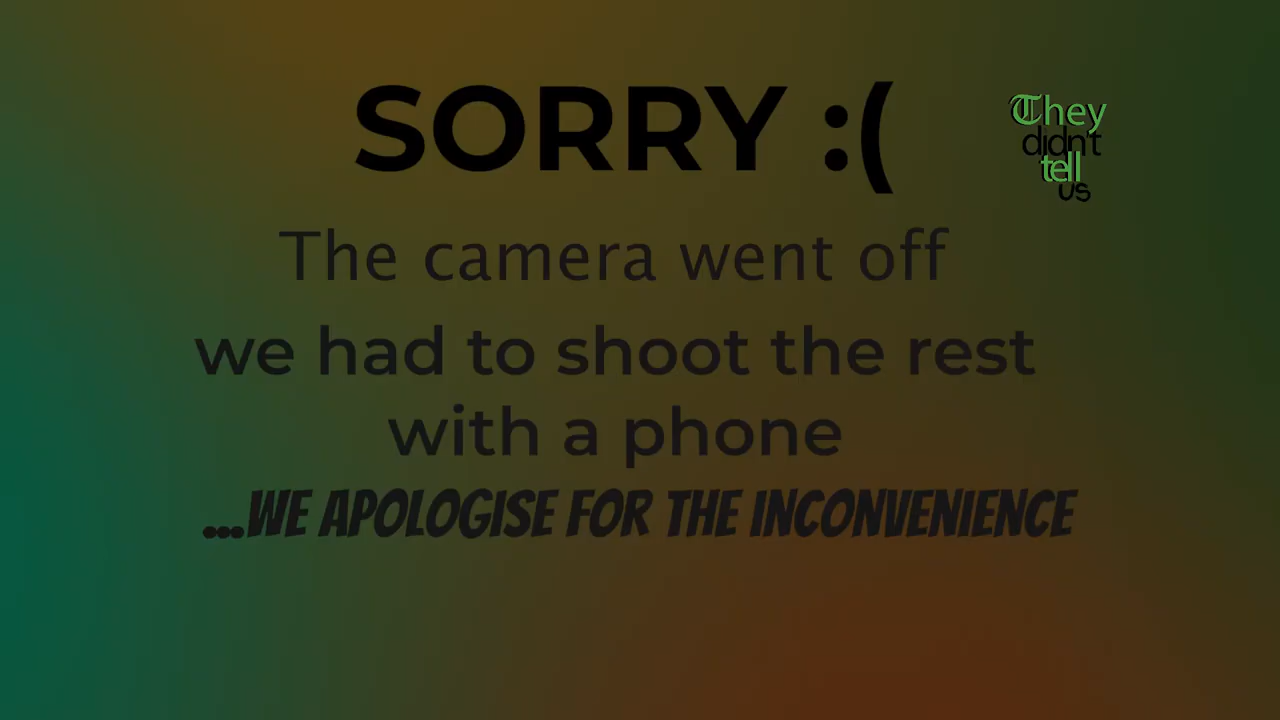 SORRY :(
They
didn't
tell
us
The camera went off
we had to shoot the rest
with a phone
...WE APOLOGISE FOR THE INCONVENIENCE